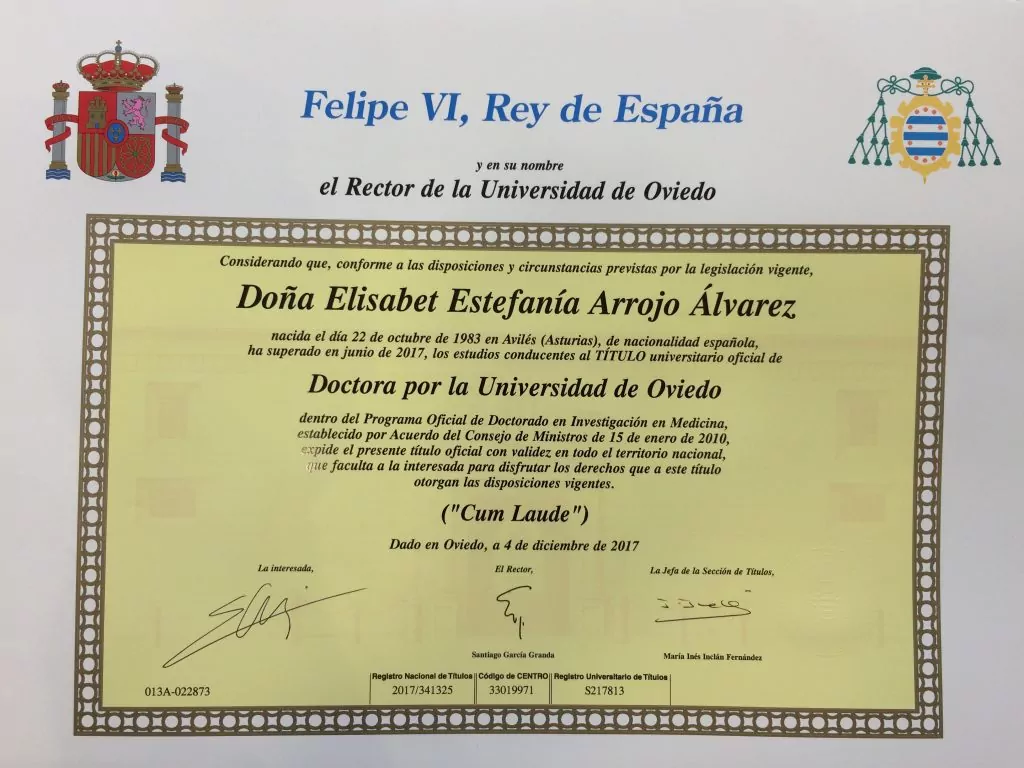 Felipe VI, Rey de España
y en su nombre
el Rector de la Universidad de Oviedo
Considerando que, conforme a las disposiciones y circunstancias previstas por la legislación vigente,
Doña Elisabet Estefanía Arrojo Álvarez
nacida el día 22 de octubre de 1983 en Avilés (Asturias), de nacionalidad española,
ha superado en junio de 2017, los estudios conducentes al TÍTULO universitario oficial de
Doctora por la Universidad de Oviedo
dentro del Programa Oficial de Doctorado en Investigación en Medicina,
establecido por Acuerdo del Consejo de Ministros de 15 de enero de 2010,
expide el presente título oficial con validez en todo el territorio nacional,
que faculta a la interesada para disfrutar los derechos que a este título
otorgan las disposiciones vigentes.
("Cum Laude")
Dado en Oviedo, a 4 de diciembre de 2017
La interesada, El Rector, La Jefa de la Sección de Títulos,
Santiago García Granda María Inés Inclán Fernández
Registro Nacional de Títulos Código de CENTRO Registro Universitario de Títulos
013A-022873 2017/341325 33019971 S217813